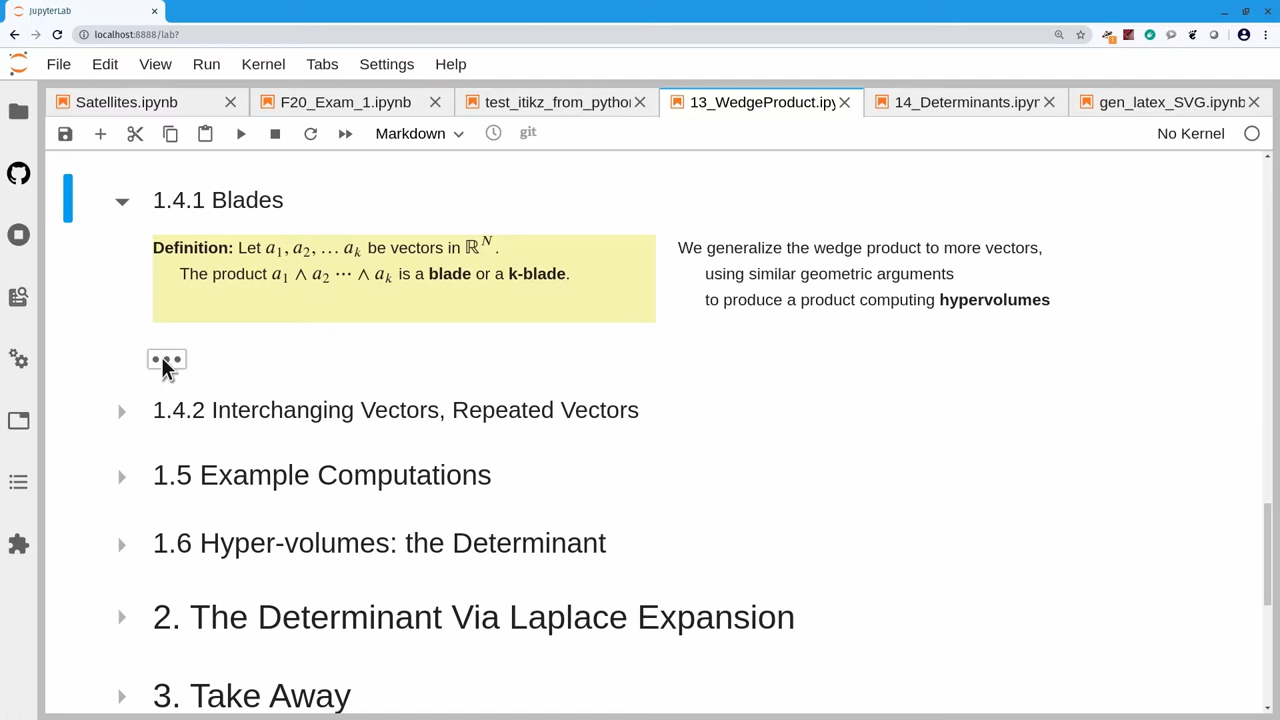 JupyterLab
localhost:8888/lab?
File Edit View Run Kernel Tabs Settings Help
Satellites.ipynb F20_Exam_1.ipynb test_itikz_from_pythor 13_WedgeProduct.ipy 14_Determinants.ipyr gen_latex_SVG.ipynb
Markdown git No Kernel
1.4.1 Blades
Definition: Let a₁, a₂, … aₖ be vectors in ℝᴺ.
The product a₁ ∧ a₂ ⋯ ∧ aₖ is a blade or a k-blade.
We generalize the wedge product to more vectors,
using similar geometric arguments
to produce a product computing hypervolumes
1.4.2 Interchanging Vectors, Repeated Vectors
1.5 Example Computations
1.6 Hyper-volumes: the Determinant
2. The Determinant Via Laplace Expansion
3. Take Away